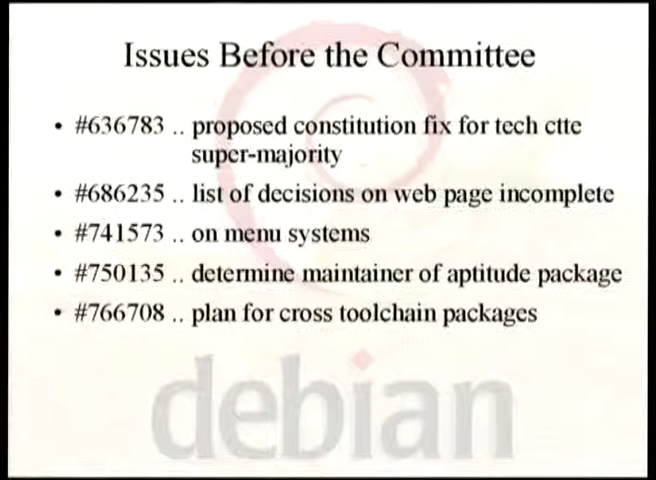 Issues Before the Committee
• #636783 .. proposed constitution fix for tech ctte
super-majority
• #686235 .. list of decisions on web page incomplete
• #741573 .. on menu systems
• #750135 .. determine maintainer of aptitude package
• #766708 .. plan for cross toolchain packages
debian